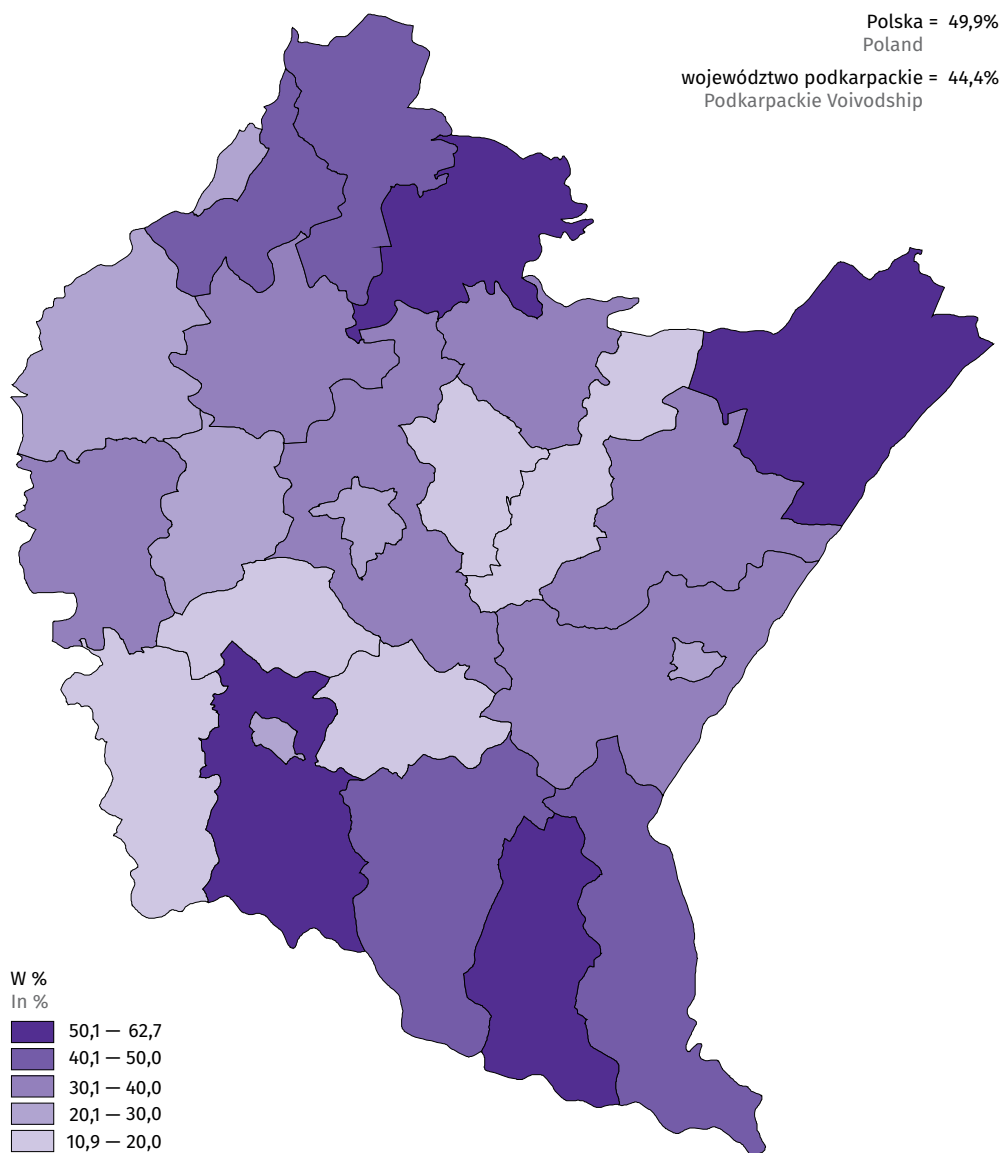 Polska = 49,9%
Poland
województwo podkarpackie = 44,4%
Podkarpackie Voivodship
W %
In %
50,1 — 62,7
40,1 — 50,0
30,1 — 40,0
20,1 — 30,0
10,9 — 20,0